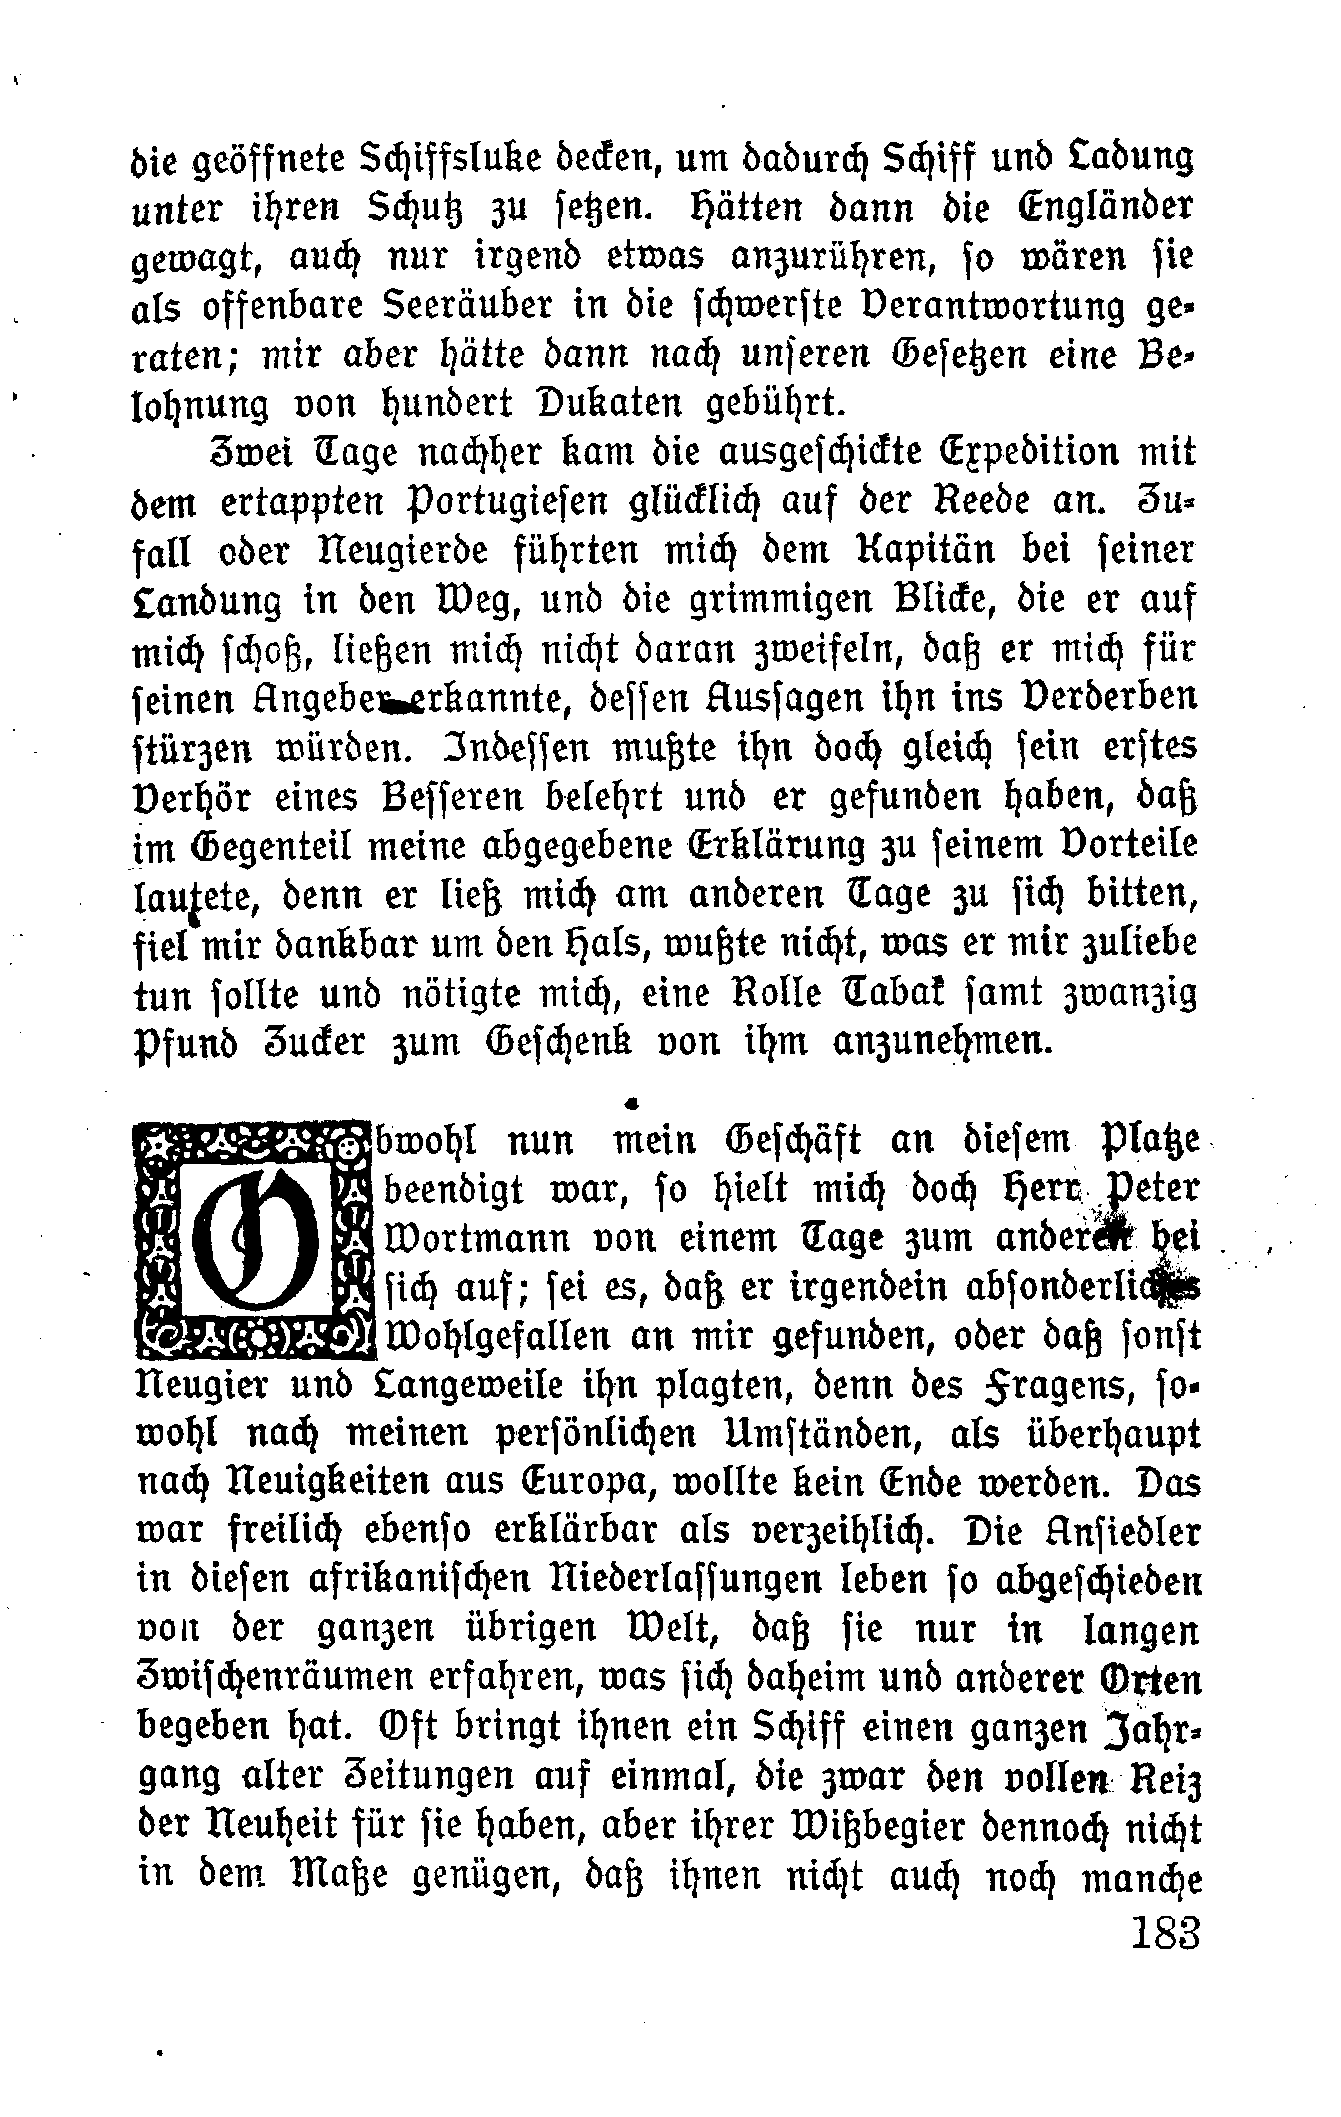 die geöffnete Schiffsluke decken, um dadurch Schiff und Ladung
unter ihren Schutz zu setzen. Hätten dann die Engländer
gewagt, auch nur irgend etwas anzurühren, so wären sie
als offenbare Seeräuber in die schwerste Verantwortung ge-
raten; mir aber hätte dann nach unseren Gesetzen eine Be-
lohnung von hundert Dukaten gebührt.
Zwei Tage nachher kam die ausgeschickte Expedition mit
dem ertappten Portugiesen glücklich auf der Reede an. Zu-
fall oder Neugierde führten mich dem Kapitän bei seiner
Landung in den Weg, und die grimmigen Blicke, die er auf
mich schoß, ließen mich nicht daran zweifeln, daß er mich für
seinen Angeber erkannte, dessen Aussagen ihn ins Verderben
stürzen würden. Indessen mußte ihn doch gleich sein erstes
Verhör eines Besseren belehrt und er gefunden haben, daß
im Gegenteil meine abgegebene Erklärung zu seinem Vorteile
lautete, denn er ließ mich am anderen Tage zu sich bitten,
fiel mir dankbar um den Hals, wußte nicht, was er mir zuliebe
tun sollte und nötigte mich, eine Rolle Tabak samt zwanzig
Pfund Zucker zum Geschenk von ihm anzunehmen.
Obwohl nun mein Geschäft an diesem Platze
beendigt war, so hielt mich doch Herr Peter
Wortmann von einem Tage zum anderen bei
sich auf; sei es, daß er irgendein absonderliches
Wohlgefallen an mir gefunden, oder daß sonst
Neugier und Langeweile ihn plagten, denn des Fragens, so-
wohl nach meinen persönlichen Umständen, als überhaupt
nach Neuigkeiten aus Europa, wollte kein Ende werden. Das
war freilich ebenso erklärbar als verzeihlich. Die Ansiedler
in diesen afrikanischen Niederlassungen leben so abgeschieden
von der ganzen übrigen Welt, daß sie nur in langen
Zwischenräumen erfahren, was sich daheim und anderer Orten
begeben hat. Oft bringt ihnen ein Schiff einen ganzen Jahr-
gang alter Zeitungen auf einmal, die zwar den vollen Reiz
der Neuheit für sie haben, aber ihrer Wißbegier dennoch nicht
in dem Maße genügen, daß ihnen nicht auch noch manche
183